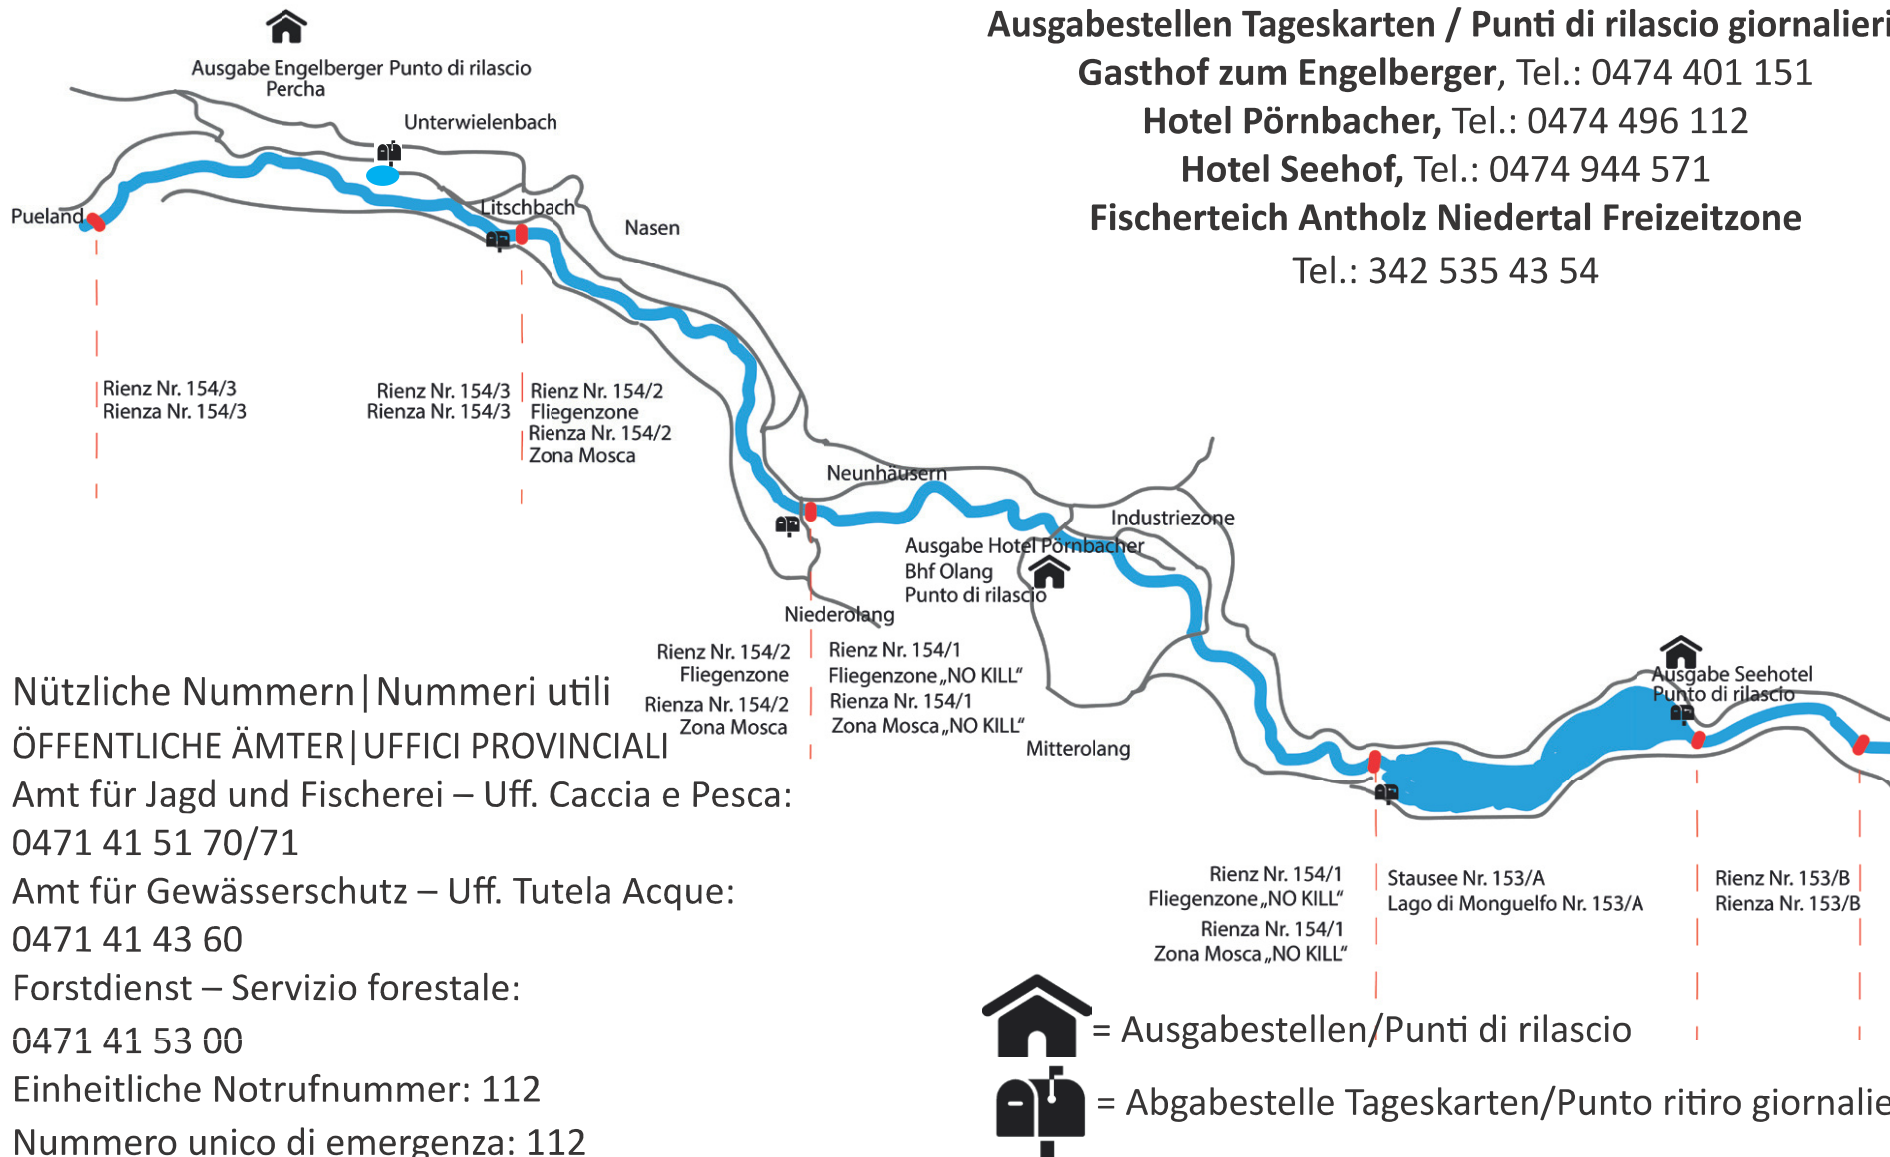 Ausgabestellen Tageskarten / Punti di rilascio giornalieri
Gasthof zum Engelberger, Tel.: 0474 401 151
Hotel Pörnbacher, Tel.: 0474 496 112
Hotel Seehof, Tel.: 0474 944 571
Fischerteich Antholz Niedertal Freizeitzone
Tel.: 342 535 43 54
Ausgabe Engelberger Punto di rilascio
Percha
Unterwielenbach
Pueland
Litschbach
Nasen
Rienz Nr. 154/3
Rienza Nr. 154/3
Rienz Nr. 154/3
Rienza Nr. 154/3
Rienz Nr. 154/2
Fliegenzone
Rienza Nr. 154/2
Zona Mosca
Neunhäusern
Industriezone
Ausgabe Hotel Pörnbacher
Bhf Olang
Punto di rilascio
Niederolang
Rienz Nr. 154/2
Fliegenzone
Rienza Nr. 154/2
Zona Mosca
Rienz Nr. 154/1
Fliegenzone „NO KILL“
Rienza Nr. 154/1
Zona Mosca „NO KILL“
Mitterolang
Ausgabe Seehotel
Punto di rilascio
Rienz Nr. 154/1
Fliegenzone „NO KILL“
Rienza Nr. 154/1
Zona Mosca „NO KILL“
Stausee Nr. 153/A
Lago di Monguelfo Nr. 153/A
Rienz Nr. 153/B
Rienza Nr. 153/B
Nützliche Nummern|Nummeri utili
ÖFFENTLICHE ÄMTER|UFFICI PROVINCIALI
Amt für Jagd und Fischerei – Uff. Caccia e Pesca:
0471 41 51 70/71
Amt für Gewässerschutz – Uff. Tutela Acque:
0471 41 43 60
Forstdienst – Servizio forestale:
0471 41 53 00
Einheitliche Notrufnummer: 112
Nummero unico di emergenza: 112
= Ausgabestellen/Punti di rilascio
= Abgabestelle Tageskarten/Punto ritiro giornalie